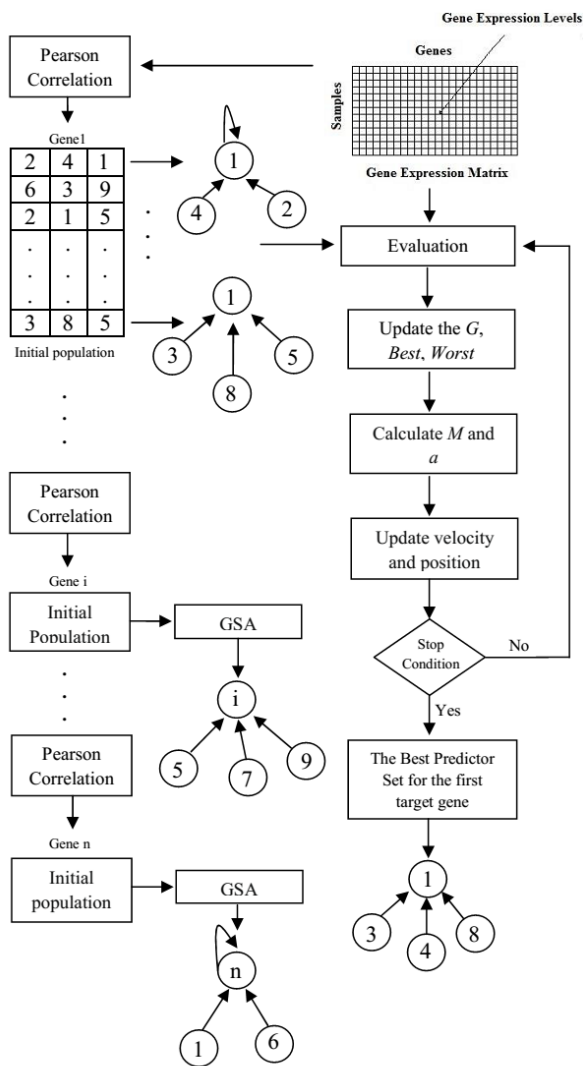 Gene Expression Levels
Pearson
Correlation
Genes
Samples
Gene Expression Matrix
Gene1
2 4 1
6 3 9
2 1 5
. . .
. . .
. . .
3 8 5
Initial population
1
4
2
.
.
.
1
3
8
5
Evaluation
Update the G,
Best, Worst
Calculate M and
a
Update velocity
and position
Stop
Condition
No
Yes
The Best Predictor
Set for the first
target gene
1
3
4
8
.
.
.
Pearson
Correlation
Gene i
Initial
Population
GSA
i
5
7
9
.
.
.
Pearson
Correlation
Gene n
Initial
population
GSA
n
1
6